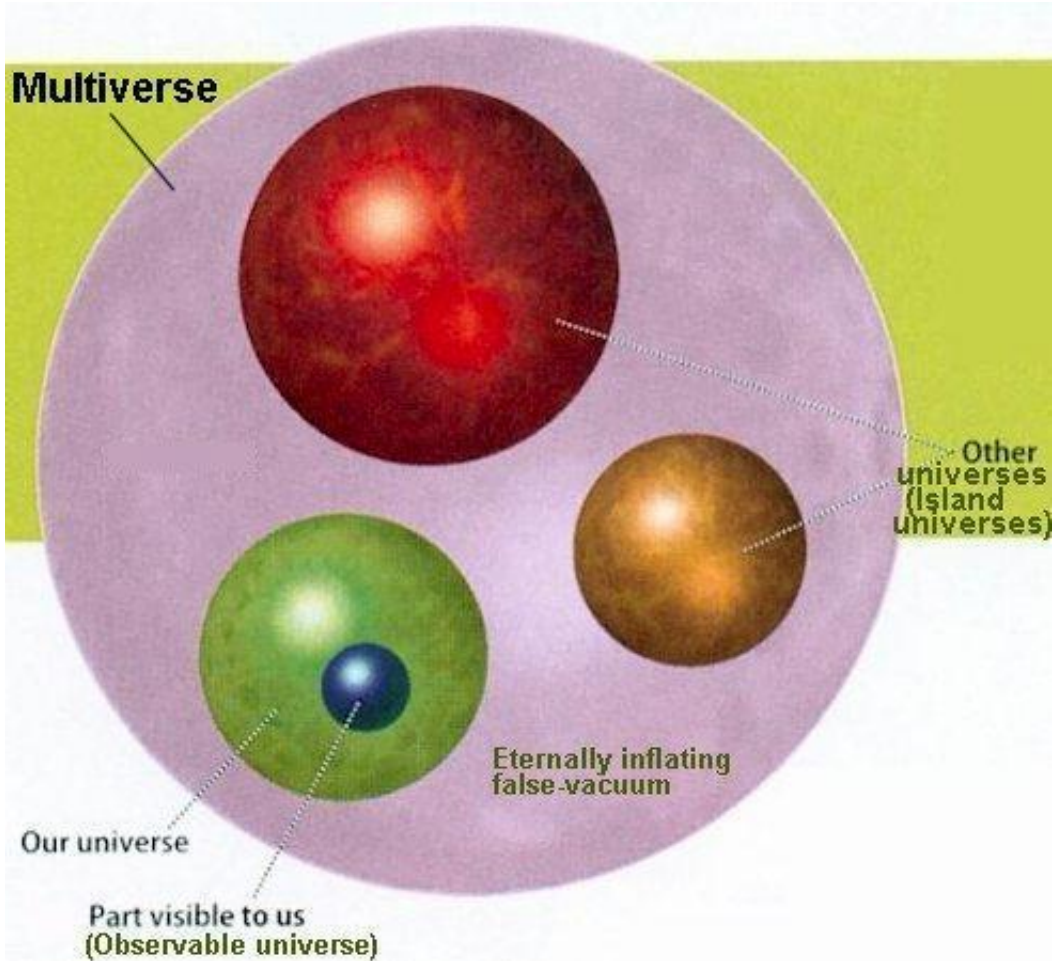 Multiverse
Other
universes
(Island
universes)
Eternally inflating
false-vacuum
Our universe
Part visible to us
(Observable universe)